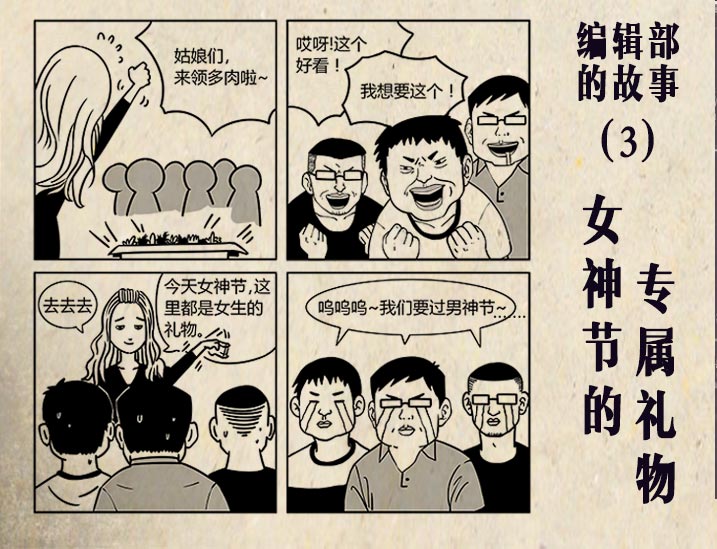 编辑部
的故事
（3）
女神节的
专属礼物
姑娘们，
来领多肉啦~
哎呀!这个
好看！
我想要这个！
去去去
今天女神节,这
里都是女生的
礼物。
呜呜呜~我们要过男神节~……